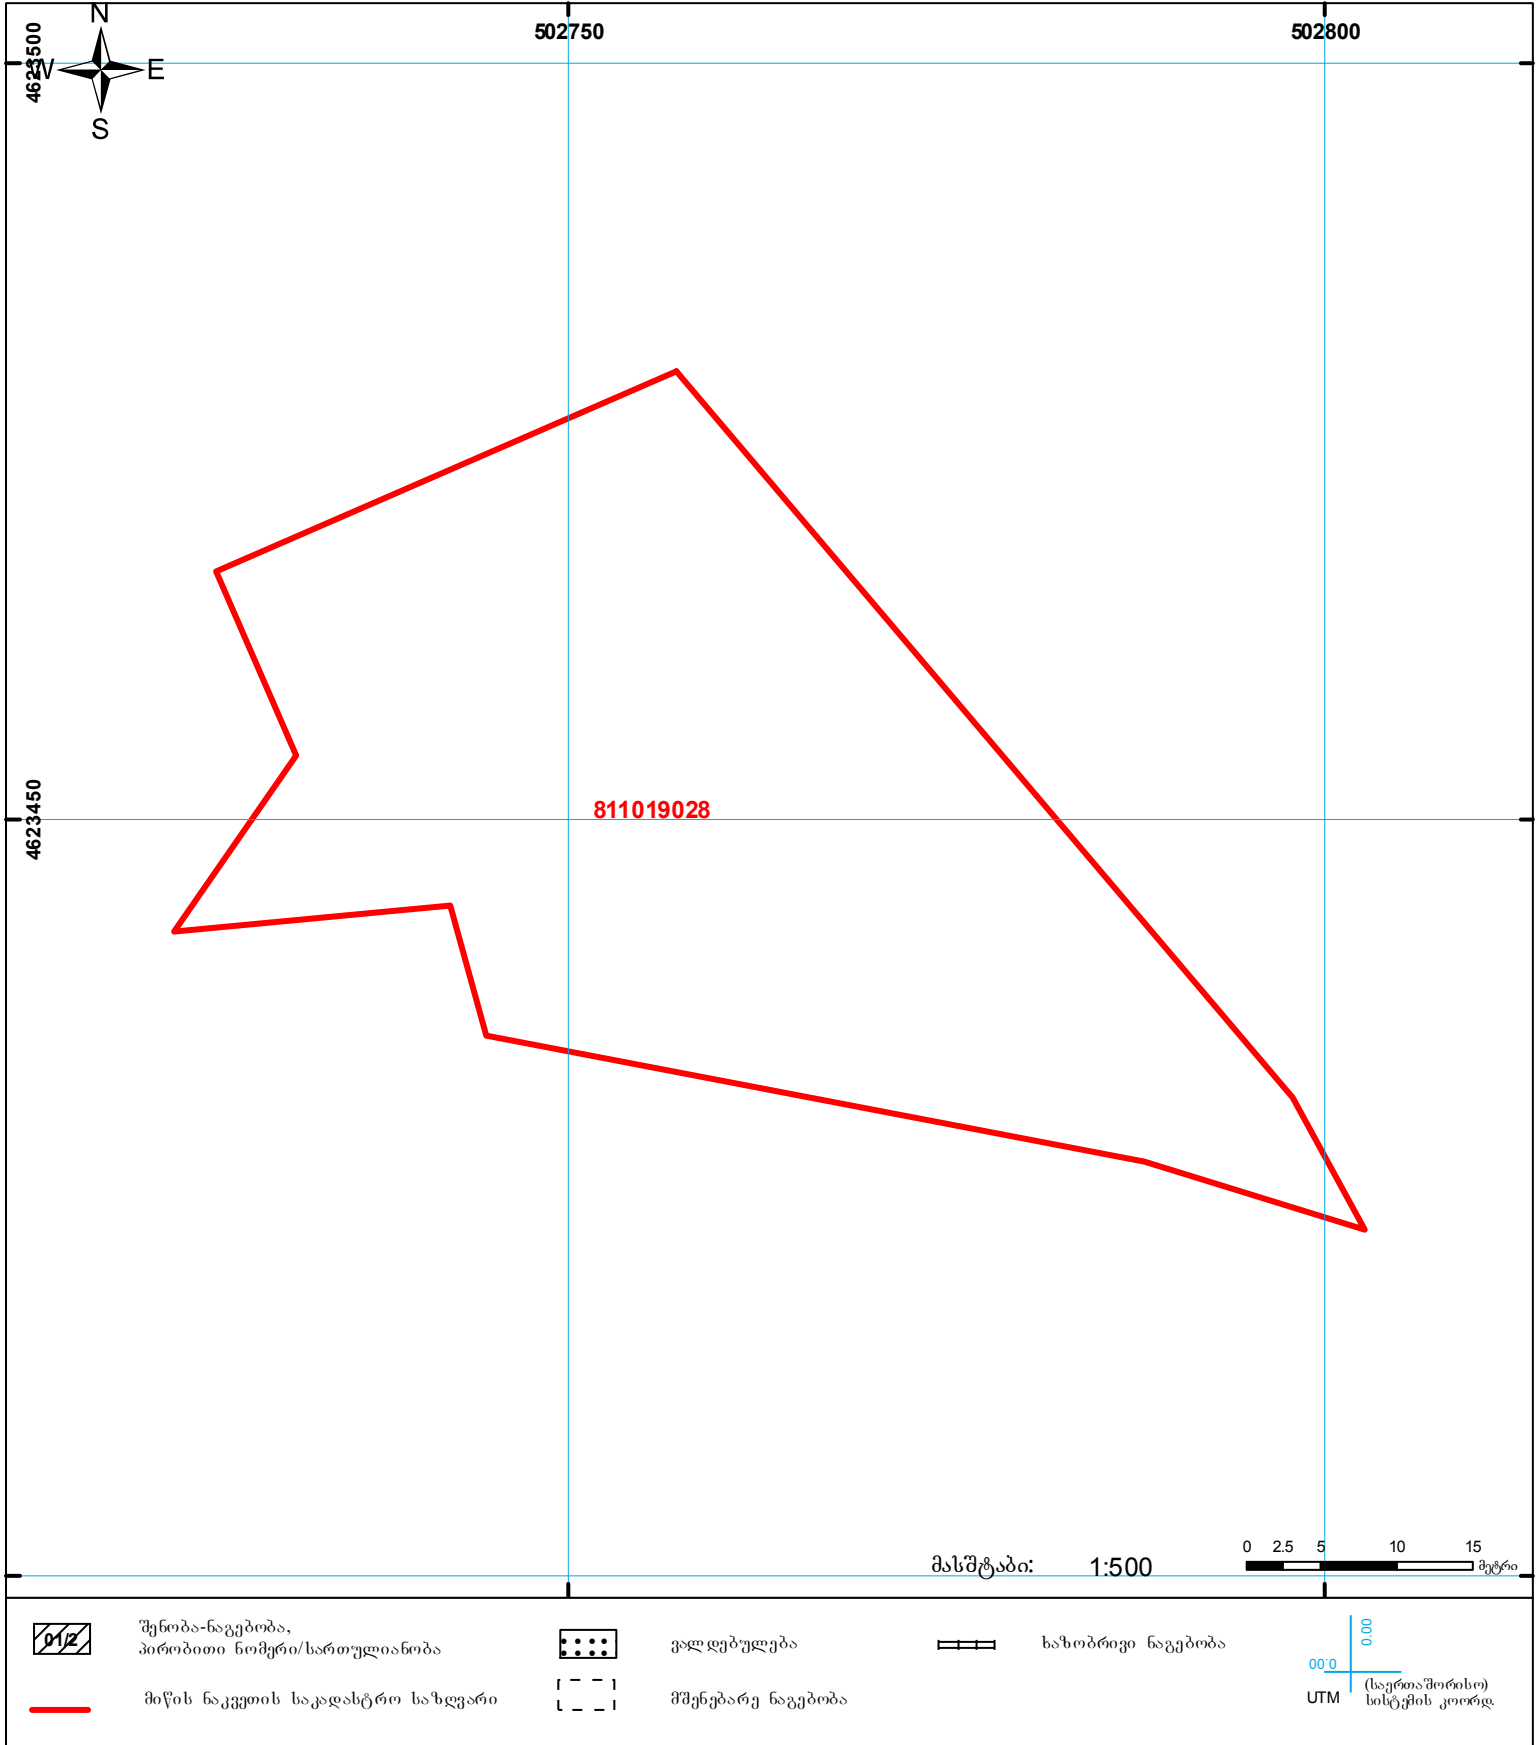 N
502750
502800
4623500
W
E
S
4623450
811019028
მასშტაბი: 1:500
0 2.5 5 10 15
მეტრი
01/2
შენობა-ნაგებობა,
პირობითი ნომერი/სართულიანობა
ვალდებულება
ხაზობრივი ნაგებობა
0.00
0.00
მიწის ნაკვეთის საკადასტრო საზღვარი
მშენებარე ნაგებობა
UTM
(საერთაშორისო)
სისტემის კოორდ.